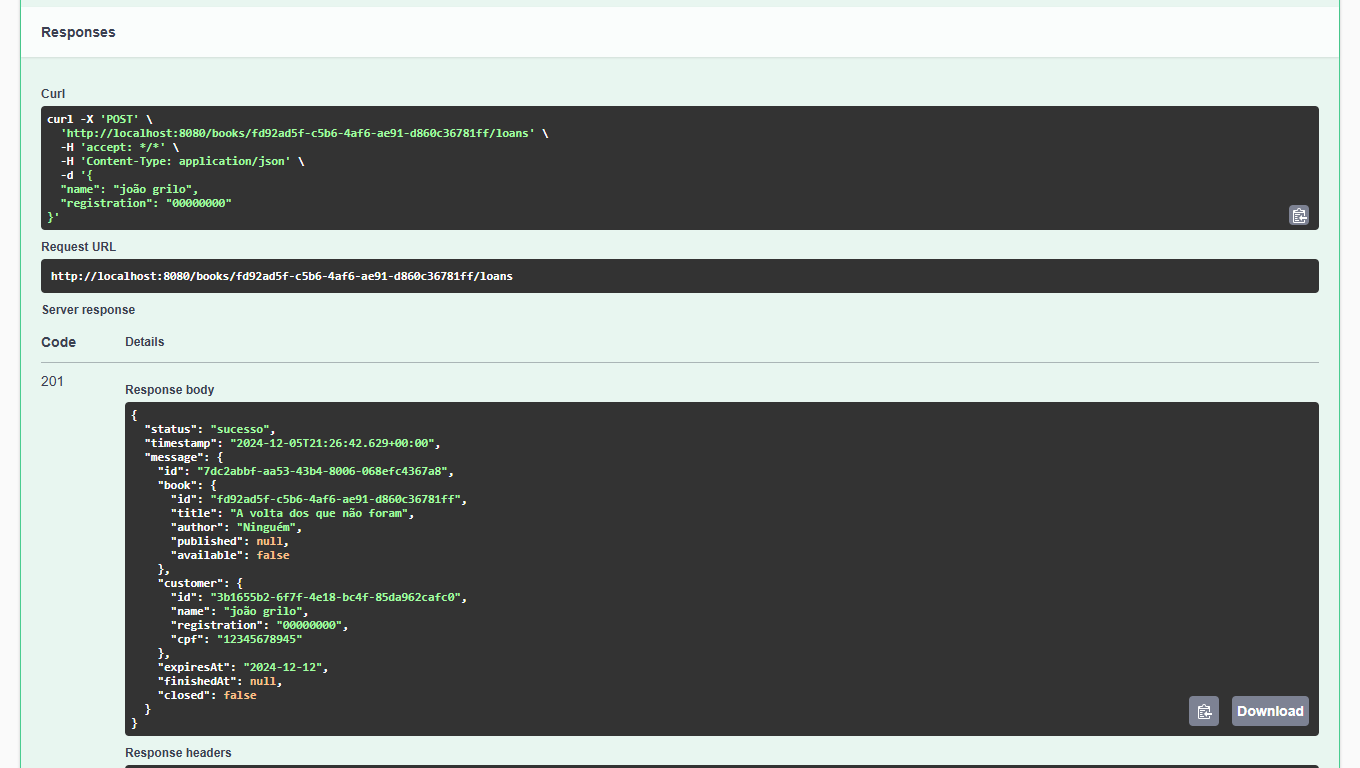 Responses
Curl
curl -X 'POST' \
  'http://localhost:8080/books/fd92ad5f-c5b6-4af6-ae91-d860c36781ff/loans' \
  -H 'accept: */*' \
  -H 'Content-Type: application/json' \
  -d '{
  "name": "joão grilo",
  "registration": "00000000"
}'
Request URL
http://localhost:8080/books/fd92ad5f-c5b6-4af6-ae91-d860c36781ff/loans
Server response
Code Details
201
Response body
{
  "status": "sucesso",
  "timestamp": "2024-12-05T21:26:42.629+00:00",
  "message": {
    "id": "7dc2abbf-aa53-43b4-8006-068efc4367a8",
    "book": {
      "id": "fd92ad5f-c5b6-4af6-ae91-d860c36781ff",
      "title": "A volta dos que não foram",
      "author": "Ninguém",
      "published": null,
      "available": false
    },
    "customer": {
      "id": "3b1655b2-6f7f-4e18-bc4f-85da962cafc0",
      "name": "joão grilo",
      "registration": "00000000",
      "cpf": "12345678945"
    },
    "expiresAt": "2024-12-12",
    "finishedAt": null,
    "closed": false
  }
}
Download
Response headers